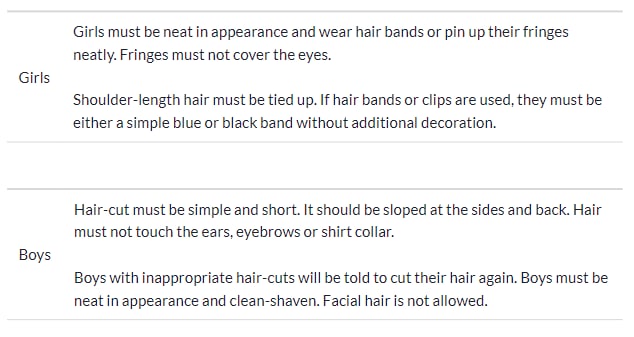 Girls must be neat in appearance and wear hair bands or pin up their fringes
neatly. Fringes must not cover the eyes.
Girls
Shoulder-length hair must be tied up. If hair bands or clips are used, they must be
either a simple blue or black band without additional decoration.
Hair-cut must be simple and short. It should be sloped at the sides and back. Hair
must not touch the ears, eyebrows or shirt collar.
Boys
Boys with inappropriate hair-cuts will be told to cut their hair again. Boys must be
neat in appearance and clean-shaven. Facial hair is not allowed.